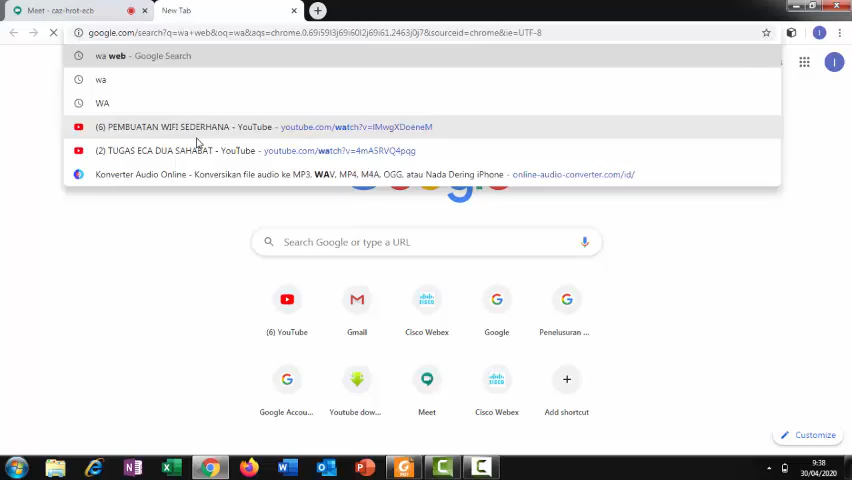 Meet - caz-hrot-ecb
New Tab
google.com/search?q=wa+web&oq=wa&aqs=chrome.0.69i59j69i60l2j69i61.2463j0j7&sourceid=chrome&ie=UTF-8
wa web - Google Search
wa
WA
(6) PEMBUATAN WIFI SEDERHANA - YouTube - youtube.com/watch?v=IMwgXDoeneM
(2) TUGAS ECA DUA SAHABAT - YouTube - youtube.com/watch?v=4mA5RVQ4pqg
Konverter Audio Online - Konversikan file audio ke MP3, WAV, MP4, M4A, OGG, atau Nada Dering iPhone - online-audio-converter.com/id/
Search Google or type a URL
(6) YouTube
Gmail
Cisco Webex
Google
Penelusuran ...
Google Accou...
Youtube dow...
Meet
Cisco Webex
Add shortcut
Customize
9:38
30/04/2020